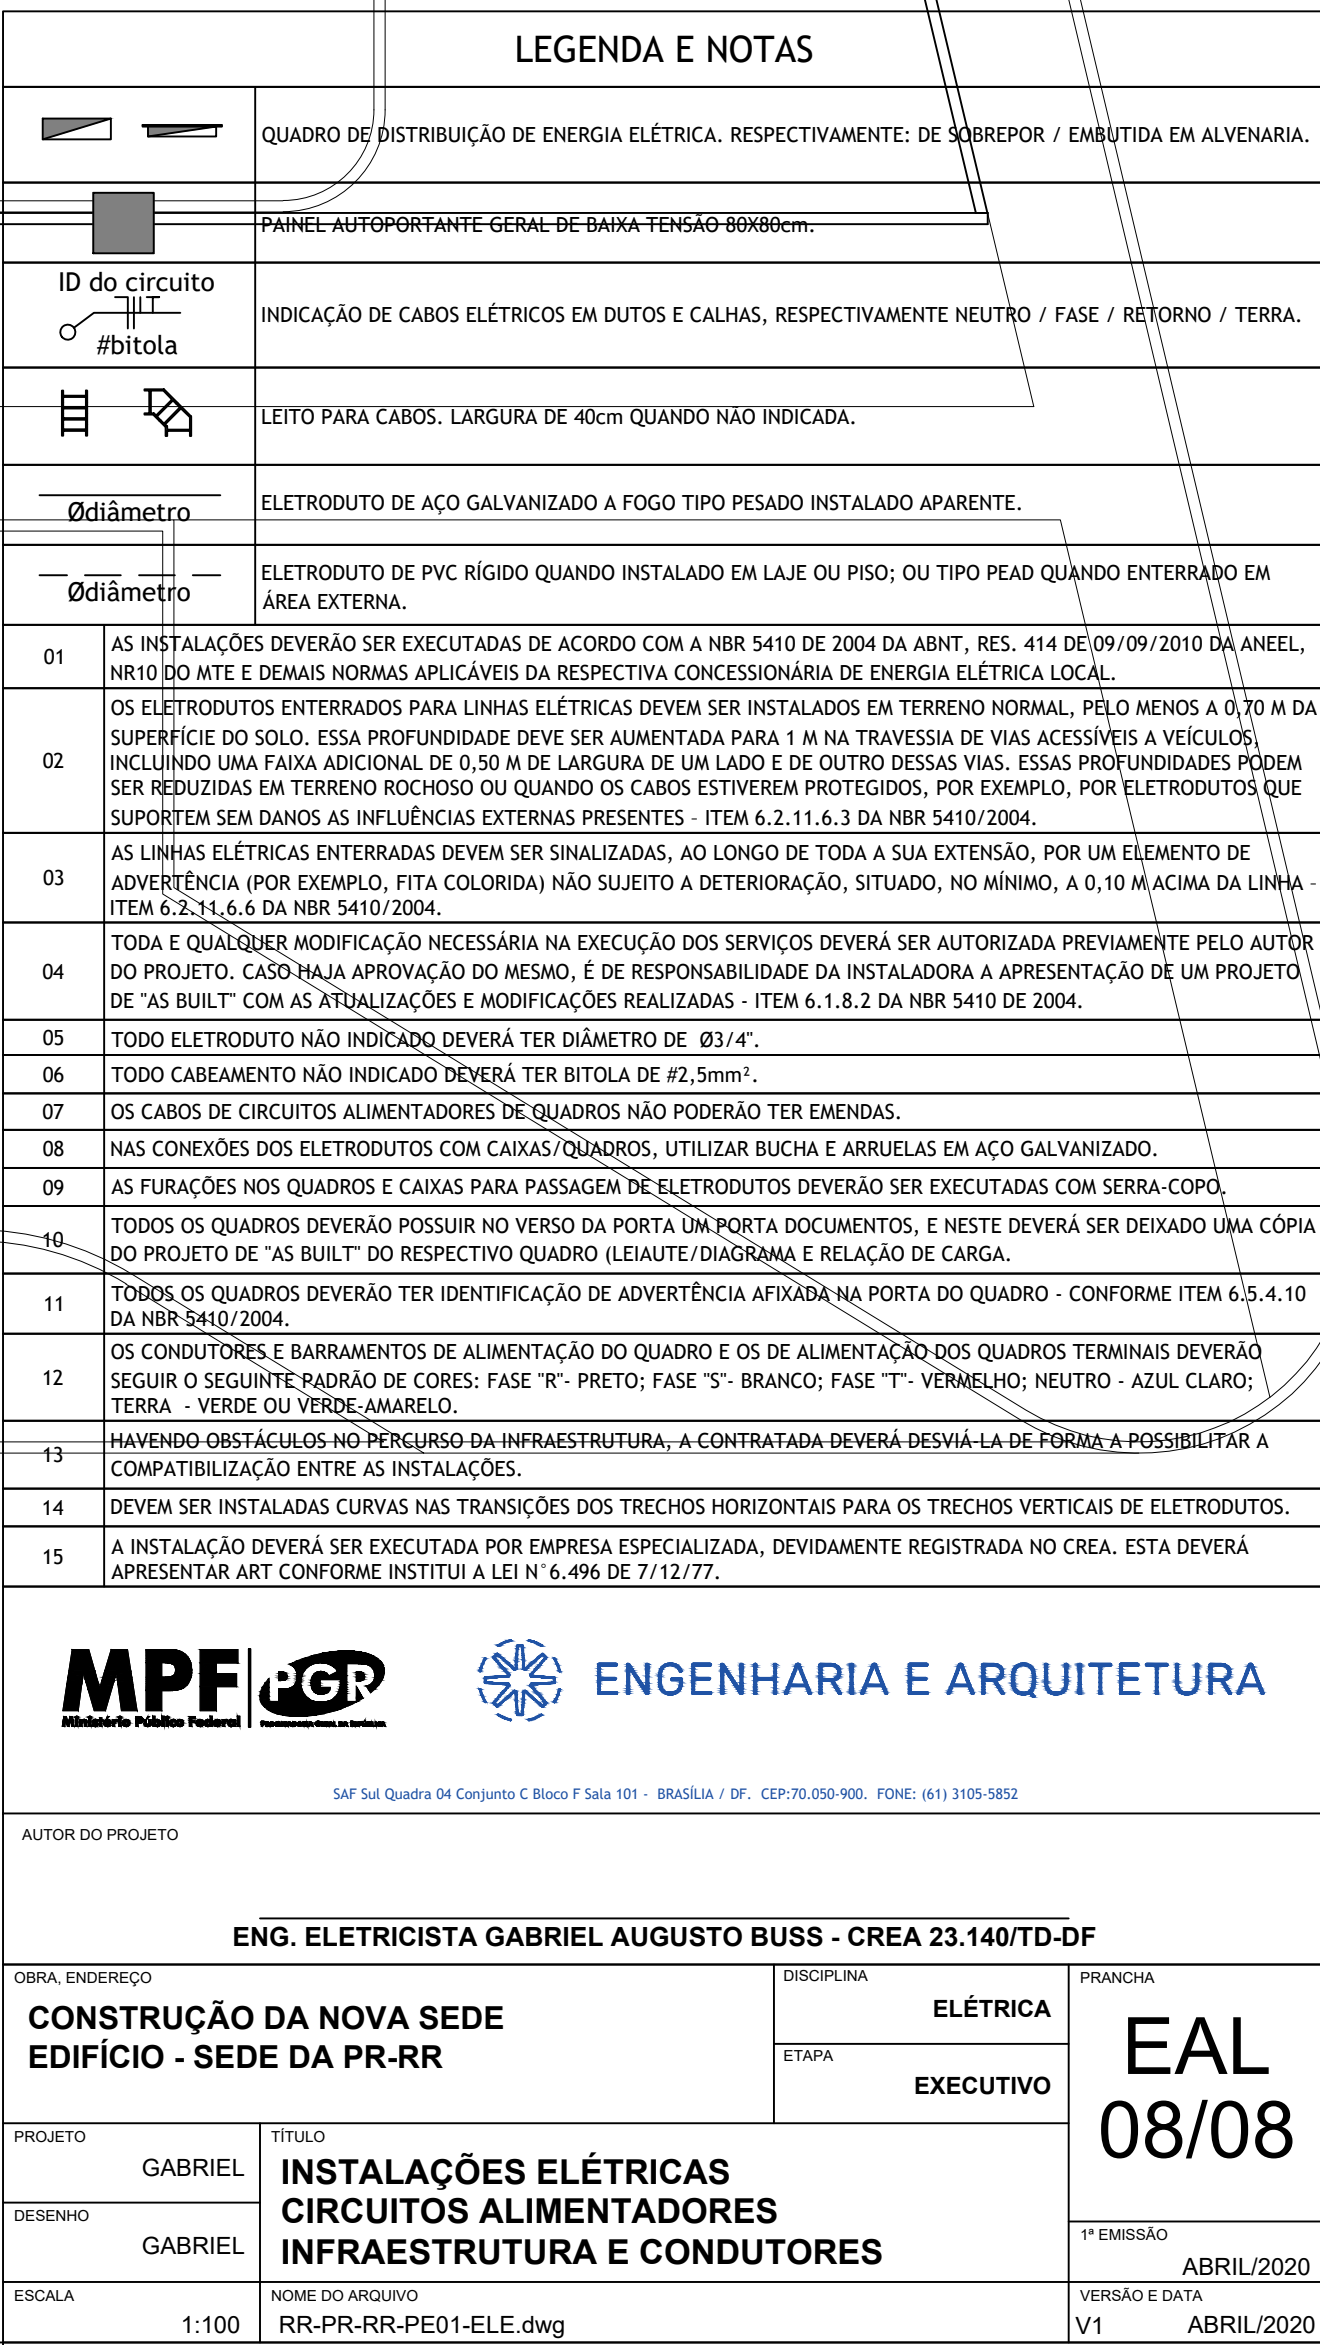 LEGENDA E NOTAS
QUADRO DE DISTRIBUIÇÃO DE ENERGIA ELÉTRICA. RESPECTIVAMENTE: DE SOBREPOR / EMBUTIDA EM ALVENARIA.
PAINEL AUTOPORTANTE GERAL DE BAIXA TENSÃO 80X80cm.
ID do circuito
#bitola
INDICAÇÃO DE CABOS ELÉTRICOS EM DUTOS E CALHAS, RESPECTIVAMENTE NEUTRO / FASE / RETORNO / TERRA.
LEITO PARA CABOS. LARGURA DE 40cm QUANDO NÃO INDICADA.
Ødiâmetro
ELETRODUTO DE AÇO GALVANIZADO A FOGO TIPO PESADO INSTALADO APARENTE.
Ødiâmetro
ELETRODUTO DE PVC RÍGIDO QUANDO INSTALADO EM LAJE OU PISO; OU TIPO PEAD QUANDO ENTERRADO EM
ÁREA EXTERNA.
01
AS INSTALAÇÕES DEVERÃO SER EXECUTADAS DE ACORDO COM A NBR 5410 DE 2004 DA ABNT, RES. 414 DE 09/09/2010 DA ANEEL,
NR10 DO MTE E DEMAIS NORMAS APLICÁVEIS DA RESPECTIVA CONCESSIONÁRIA DE ENERGIA ELÉTRICA LOCAL.
02
OS ELETRODUTOS ENTERRADOS PARA LINHAS ELÉTRICAS DEVEM SER INSTALADOS EM TERRENO NORMAL, PELO MENOS A 0,70 M DA
SUPERFÍCIE DO SOLO. ESSA PROFUNDIDADE DEVE SER AUMENTADA PARA 1 M NA TRAVESSIA DE VIAS ACESSÍVEIS A VEÍCULOS,
INCLUINDO UMA FAIXA ADICIONAL DE 0,50 M DE LARGURA DE UM LADO E DE OUTRO DESSAS VIAS. ESSAS PROFUNDIDADES PODEM
SER REDUZIDAS EM TERRENO ROCHOSO OU QUANDO OS CABOS ESTIVEREM PROTEGIDOS, POR EXEMPLO, POR ELETRODUTOS QUE
SUPORTEM SEM DANOS AS INFLUÊNCIAS EXTERNAS PRESENTES – ITEM 6.2.11.6.3 DA NBR 5410/2004.
03
AS LINHAS ELÉTRICAS ENTERRADAS DEVEM SER SINALIZADAS, AO LONGO DE TODA A SUA EXTENSÃO, POR UM ELEMENTO DE
ADVERTÊNCIA (POR EXEMPLO, FITA COLORIDA) NÃO SUJEITO A DETERIORAÇÃO, SITUADO, NO MÍNIMO, A 0,10 M ACIMA DA LINHA –
ITEM 6.2.11.6.6 DA NBR 5410/2004.
04
TODA E QUALQUER MODIFICAÇÃO NECESSÁRIA NA EXECUÇÃO DOS SERVIÇOS DEVERÁ SER AUTORIZADA PREVIAMENTE PELO AUTOR
DO PROJETO. CASO HAJA APROVAÇÃO DO MESMO, É DE RESPONSABILIDADE DA INSTALADORA A APRESENTAÇÃO DE UM PROJETO
DE "AS BUILT" COM AS ATUALIZAÇÕES E MODIFICAÇÕES REALIZADAS - ITEM 6.1.8.2 DA NBR 5410 DE 2004.
05
TODO ELETRODUTO NÃO INDICADO DEVERÁ TER DIÂMETRO DE Ø3/4".
06
TODO CABEAMENTO NÃO INDICADO DEVERÁ TER BITOLA DE #2,5mm².
07
OS CABOS DE CIRCUITOS ALIMENTADORES DE QUADROS NÃO PODERÃO TER EMENDAS.
08
NAS CONEXÕES DOS ELETRODUTOS COM CAIXAS/QUADROS, UTILIZAR BUCHA E ARRUELAS EM AÇO GALVANIZADO.
09
AS FURAÇÕES NOS QUADROS E CAIXAS PARA PASSAGEM DE ELETRODUTOS DEVERÃO SER EXECUTADAS COM SERRA-COPO.
10
TODOS OS QUADROS DEVERÃO POSSUIR NO VERSO DA PORTA UM PORTA DOCUMENTOS, E NESTE DEVERÁ SER DEIXADO UMA CÓPIA
DO PROJETO DE "AS BUILT" DO RESPECTIVO QUADRO (LEIAUTE/DIAGRAMA E RELAÇÃO DE CARGA.
11
TODOS OS QUADROS DEVERÃO TER IDENTIFICAÇÃO DE ADVERTÊNCIA AFIXADA NA PORTA DO QUADRO - CONFORME ITEM 6.5.4.10
DA NBR 5410/2004.
12
OS CONDUTORES E BARRAMENTOS DE ALIMENTAÇÃO DO QUADRO E OS DE ALIMENTAÇÃO DOS QUADROS TERMINAIS DEVERÃO
SEGUIR O SEGUINTE PADRÃO DE CORES: FASE "R"- PRETO; FASE "S"- BRANCO; FASE "T"- VERMELHO; NEUTRO - AZUL CLARO;
TERRA - VERDE OU VERDE-AMARELO.
13
HAVENDO OBSTÁCULOS NO PERCURSO DA INFRAESTRUTURA, A CONTRATADA DEVERÁ DESVIÁ-LA DE FORMA A POSSIBILITAR A
COMPATIBILIZAÇÃO ENTRE AS INSTALAÇÕES.
14
DEVEM SER INSTALADAS CURVAS NAS TRANSIÇÕES DOS TRECHOS HORIZONTAIS PARA OS TRECHOS VERTICAIS DE ELETRODUTOS.
15
A INSTALAÇÃO DEVERÁ SER EXECUTADA POR EMPRESA ESPECIALIZADA, DEVIDAMENTE REGISTRADA NO CREA. ESTA DEVERÁ
APRESENTAR ART CONFORME INSTITUI A LEI N°6.496 DE 7/12/77.
MPF PGR
Ministério Público Federal PROCURADORIA GERAL DA REPÚBLICA
ENGENHARIA E ARQUITETURA
SAF Sul Quadra 04 Conjunto C Bloco F Sala 101 - BRASÍLIA / DF. CEP:70.050-900. FONE: (61) 3105-5852
AUTOR DO PROJETO
ENG. ELETRICISTA GABRIEL AUGUSTO BUSS - CREA 23.140/TD-DF
OBRA, ENDEREÇO
CONSTRUÇÃO DA NOVA SEDE
EDIFÍCIO - SEDE DA PR-RR
DISCIPLINA
ELÉTRICA
ETAPA
EXECUTIVO
PRANCHA
EAL
08/08
PROJETO
GABRIEL
DESENHO
GABRIEL
TÍTULO
INSTALAÇÕES ELÉTRICAS
CIRCUITOS ALIMENTADORES
INFRAESTRUTURA E CONDUTORES
1ª EMISSÃO
ABRIL/2020
ESCALA
1:100
NOME DO ARQUIVO
RR-PR-RR-PE01-ELE.dwg
VERSÃO E DATA
V1 ABRIL/2020